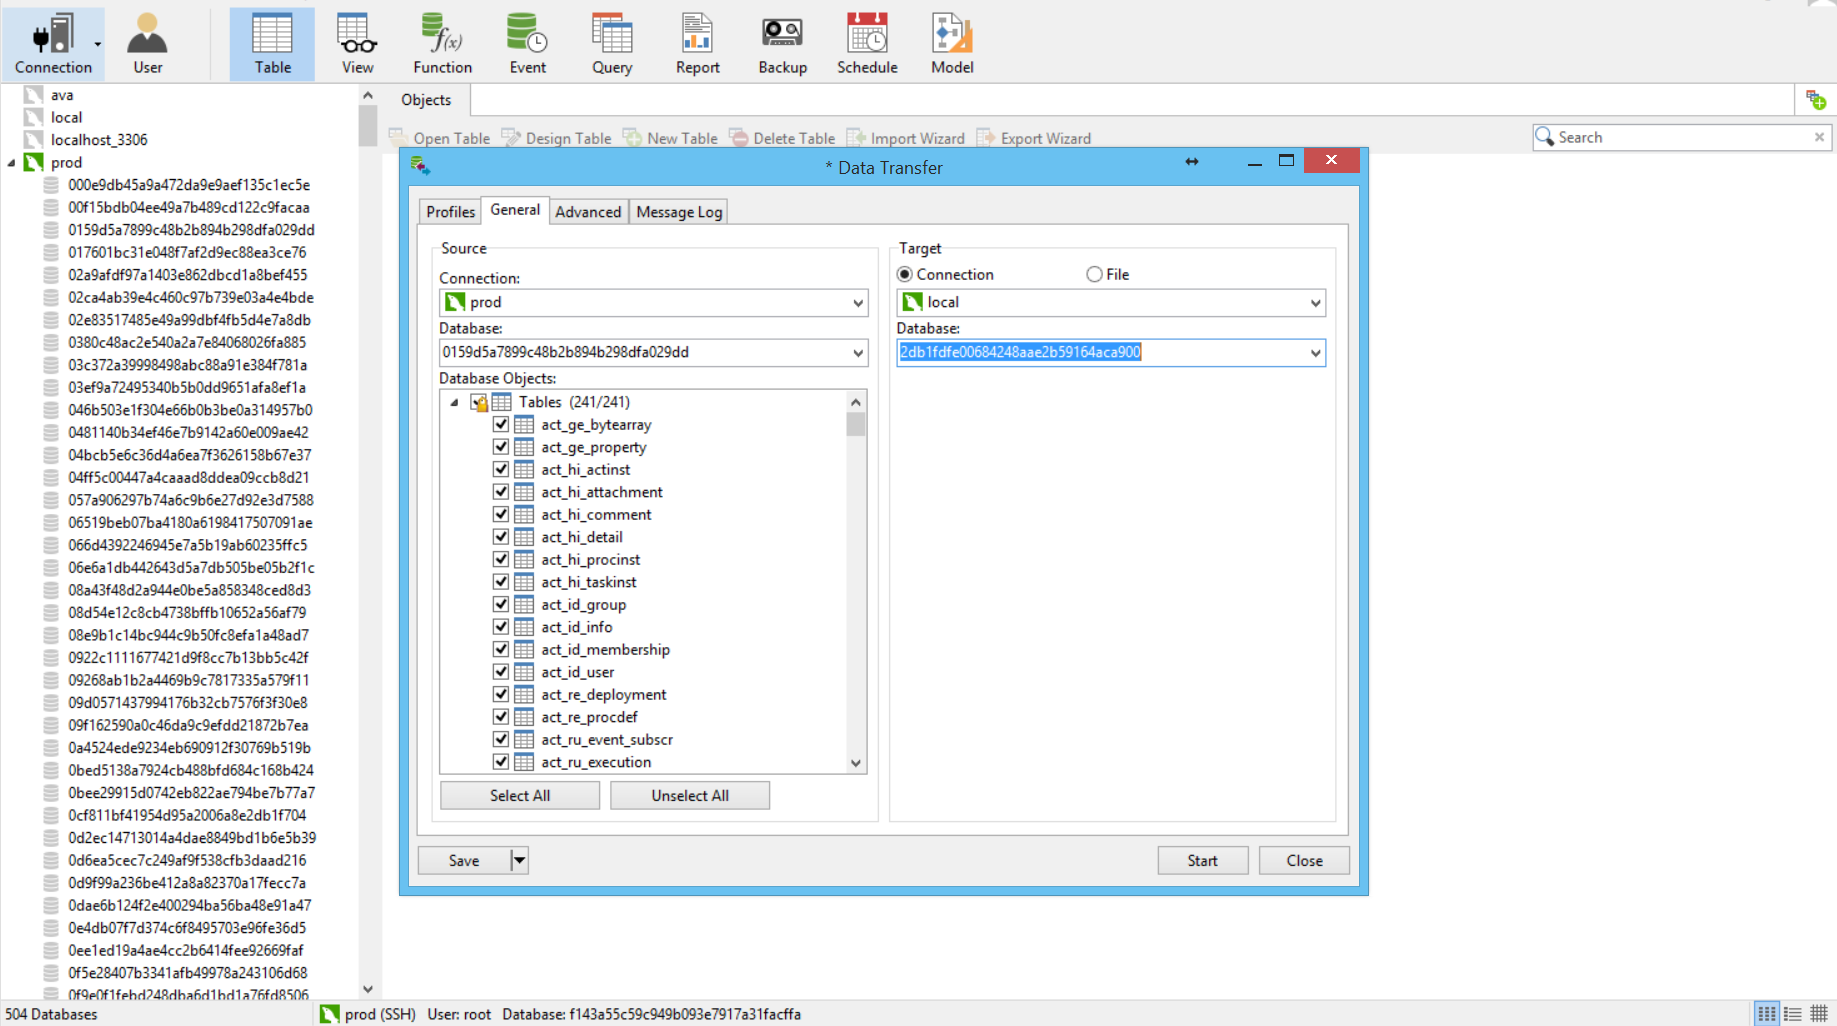 Connection
User
Table
View
Function
Event
Query
Report
Backup
Schedule
Model
f(x)
ava
local
localhost_3306
prod
000e9db45a9a472da9e9aef135c1ec5e
00f15bdb04ee49a7b489cd122c9facaa
0159d5a7899c48b2b894b298dfa029dd
017601bc31e048f7af2d9ec88ea3ce76
02a9afdf97a1403e862dbcd1a8bef455
02ca4ab39e4c460c97b739e03a4e4bde
02e83517485e49a99dbf4fb5d4e7a8db
0380c48ac2e540a2a7e84068026fa885
03c372a39998498abc88a91e384f781a
03ef9a72495340b5b0dd9651afa8ef1a
046b503e1f304e66b0b3be0a314957b0
0481140b34ef46e7b9142a60e009ae42
04bcb5e6c36d4a6ea7f3626158b67e37
04ff5c00447a4caaad8ddea09ccb8d21
057a906297b74a6c9b6e27d92e3d7588
06519beb07ba4180a6198417507091ae
066d4392246945e7a5b19ab60235ffc5
06e6a1db442643d5a7db505be05b2f1c
08a43f48d2a944e0be5a858348ced8d3
08d54e12c8cb4738bffb10652a56af79
08e9b1c14bc944c9b50fc8efa1a48ad7
0922c1111677421d9f8cc7b13bb5c42f
09268ab1b2a4469b9c7817335a579f11
09d0571437994176b32cb7576f3f30e8
09f162590a0c46da9c9efdd21872b7ea
0a4524ede9234eb690912f30769b519b
0bed5138a7924cb488bfd684c168b424
0bee29915d0742eb822ae794be7b77a7
0cf811bf41954d95a2006a8e2db1f704
0d2ec14713014a4dae8849bd1b6e5b39
0d6ea5cec7c249af9f538cfb3daad216
0d9f99a236be412a8a82370a17fecc7a
0dae6b124f2e400294ba56ba48e91a47
0e4db07f7d374c6f8495703e96fe36d5
0ee1ed19a4ae4cc2b6414fee92669faf
0f5e28407b3341afb49978a243106d68
0f9e0f1febd248dba6d1bd1a76fd8506
Objects
Open Table
Design Table
New Table
Delete Table
Import Wizard
Export Wizard
Search
* Data Transfer
Profiles
General
Advanced
Message Log
Source
Connection:
prod
Database:
0159d5a7899c48b2b894b298dfa029dd
Database Objects:
Tables (241/241)
act_ge_bytearray
act_ge_property
act_hi_actinst
act_hi_attachment
act_hi_comment
act_hi_detail
act_hi_procinst
act_hi_taskinst
act_id_group
act_id_info
act_id_membership
act_id_user
act_re_deployment
act_re_procdef
act_ru_event_subscr
act_ru_execution
Select All
Unselect All
Target
Connection
File
local
Database:
2db1fdfe00684248aae2b59164aca900
Save
Start
Close
504 Databases
prod (SSH) User: root Database: f143a55c59c949b093e7917a31facffa